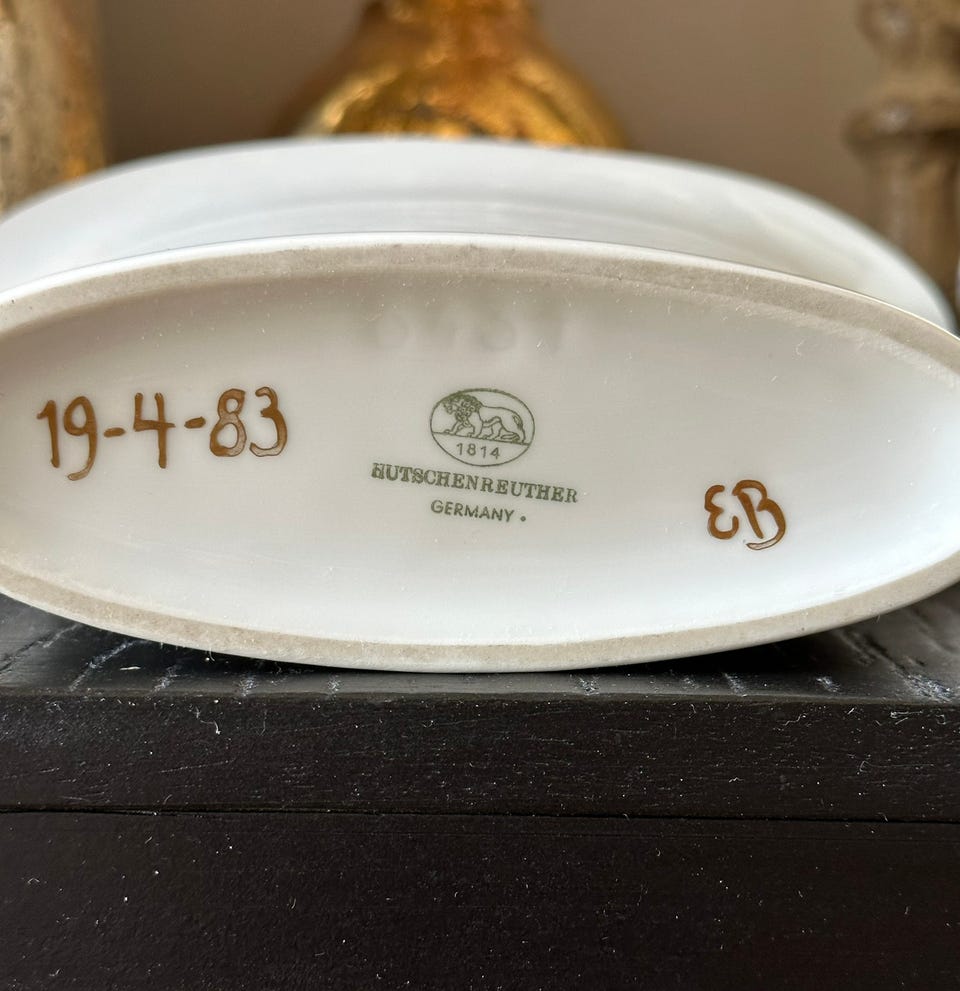 19-4-83
1814
HUTSCHENREUTHER
GERMANY .
EB